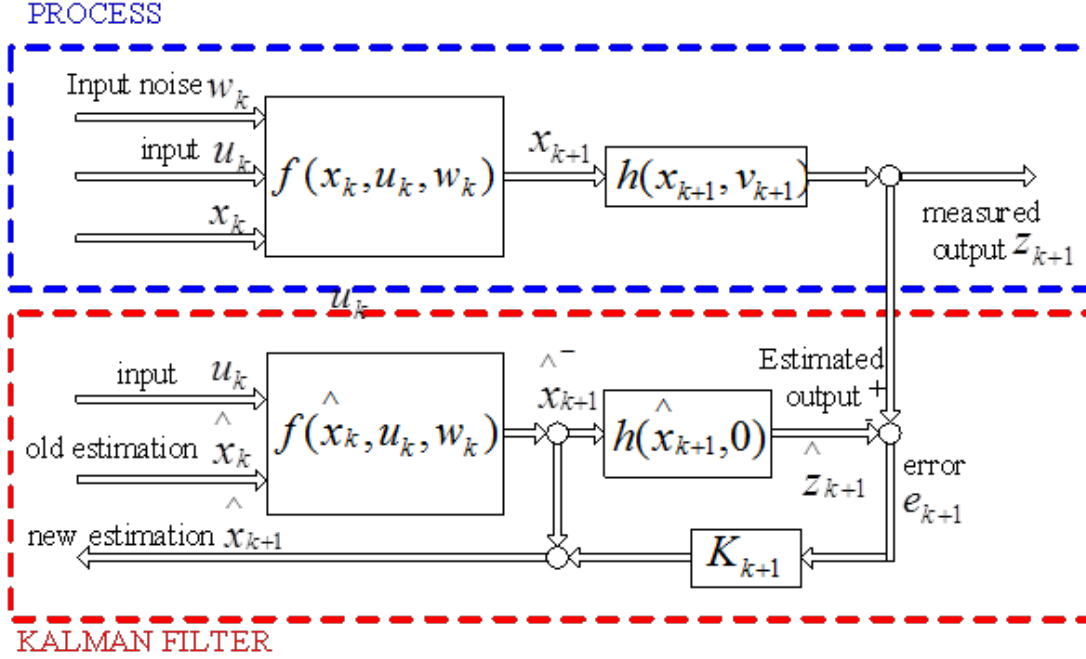 PROCESS
Input noise w_k
input u_k
x_k
f(x_k, u_k, w_k)
x_{k+1}
h(x_{k+1}, v_{k+1})
measured
output z_{k+1}
u_k
input u_k
old estimation x̂_k
new estimation x̂_{k+1}
f(x̂_k, u_k, w_k)
x̂⁻_{k+1}
h(x̂_{k+1}, 0)
Estimated
output +
-
ẑ_{k+1}
error
e_{k+1}
K_{k+1}
KALMAN FILTER